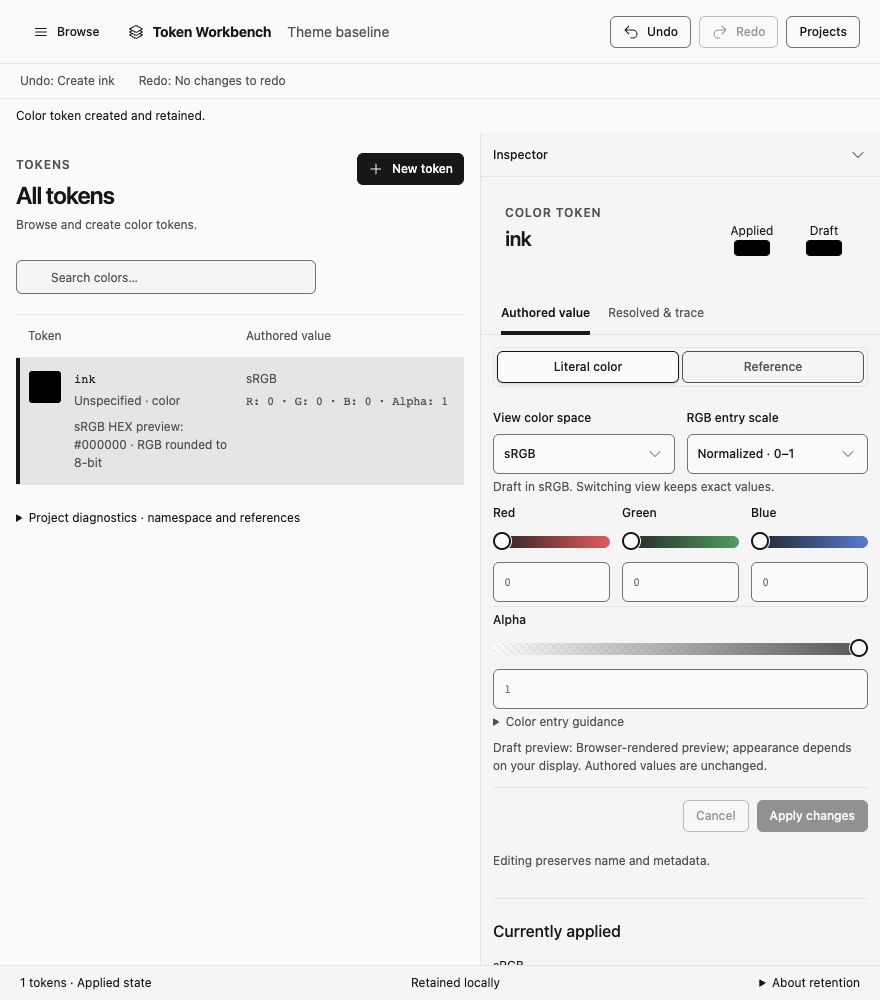 Browse
Token Workbench
Theme baseline
Undo
Redo
Projects
Undo: Create ink
Redo: No changes to redo
Color token created and retained.
TOKENS
All tokens
Browse and create color tokens.
New token
Search colors...
Token
Authored value
ink
Unspecified · color
sRGB HEX preview:
#000000 · RGB rounded to
8-bit
sRGB
R: 0 · G: 0 · B: 0 · Alpha: 1
Project diagnostics · namespace and references
Inspector
COLOR TOKEN
ink
Applied
Draft
Authored value
Resolved & trace
Literal color
Reference
View color space
RGB entry scale
sRGB
Normalized · 0–1
Draft in sRGB. Switching view keeps exact values.
Red
Green
Blue
0
0
0
Alpha
1
Color entry guidance
Draft preview: Browser-rendered preview; appearance depends
on your display. Authored values are unchanged.
Cancel
Apply changes
Editing preserves name and metadata.
Currently applied
sRGB
1 tokens · Applied state
Retained locally
About retention